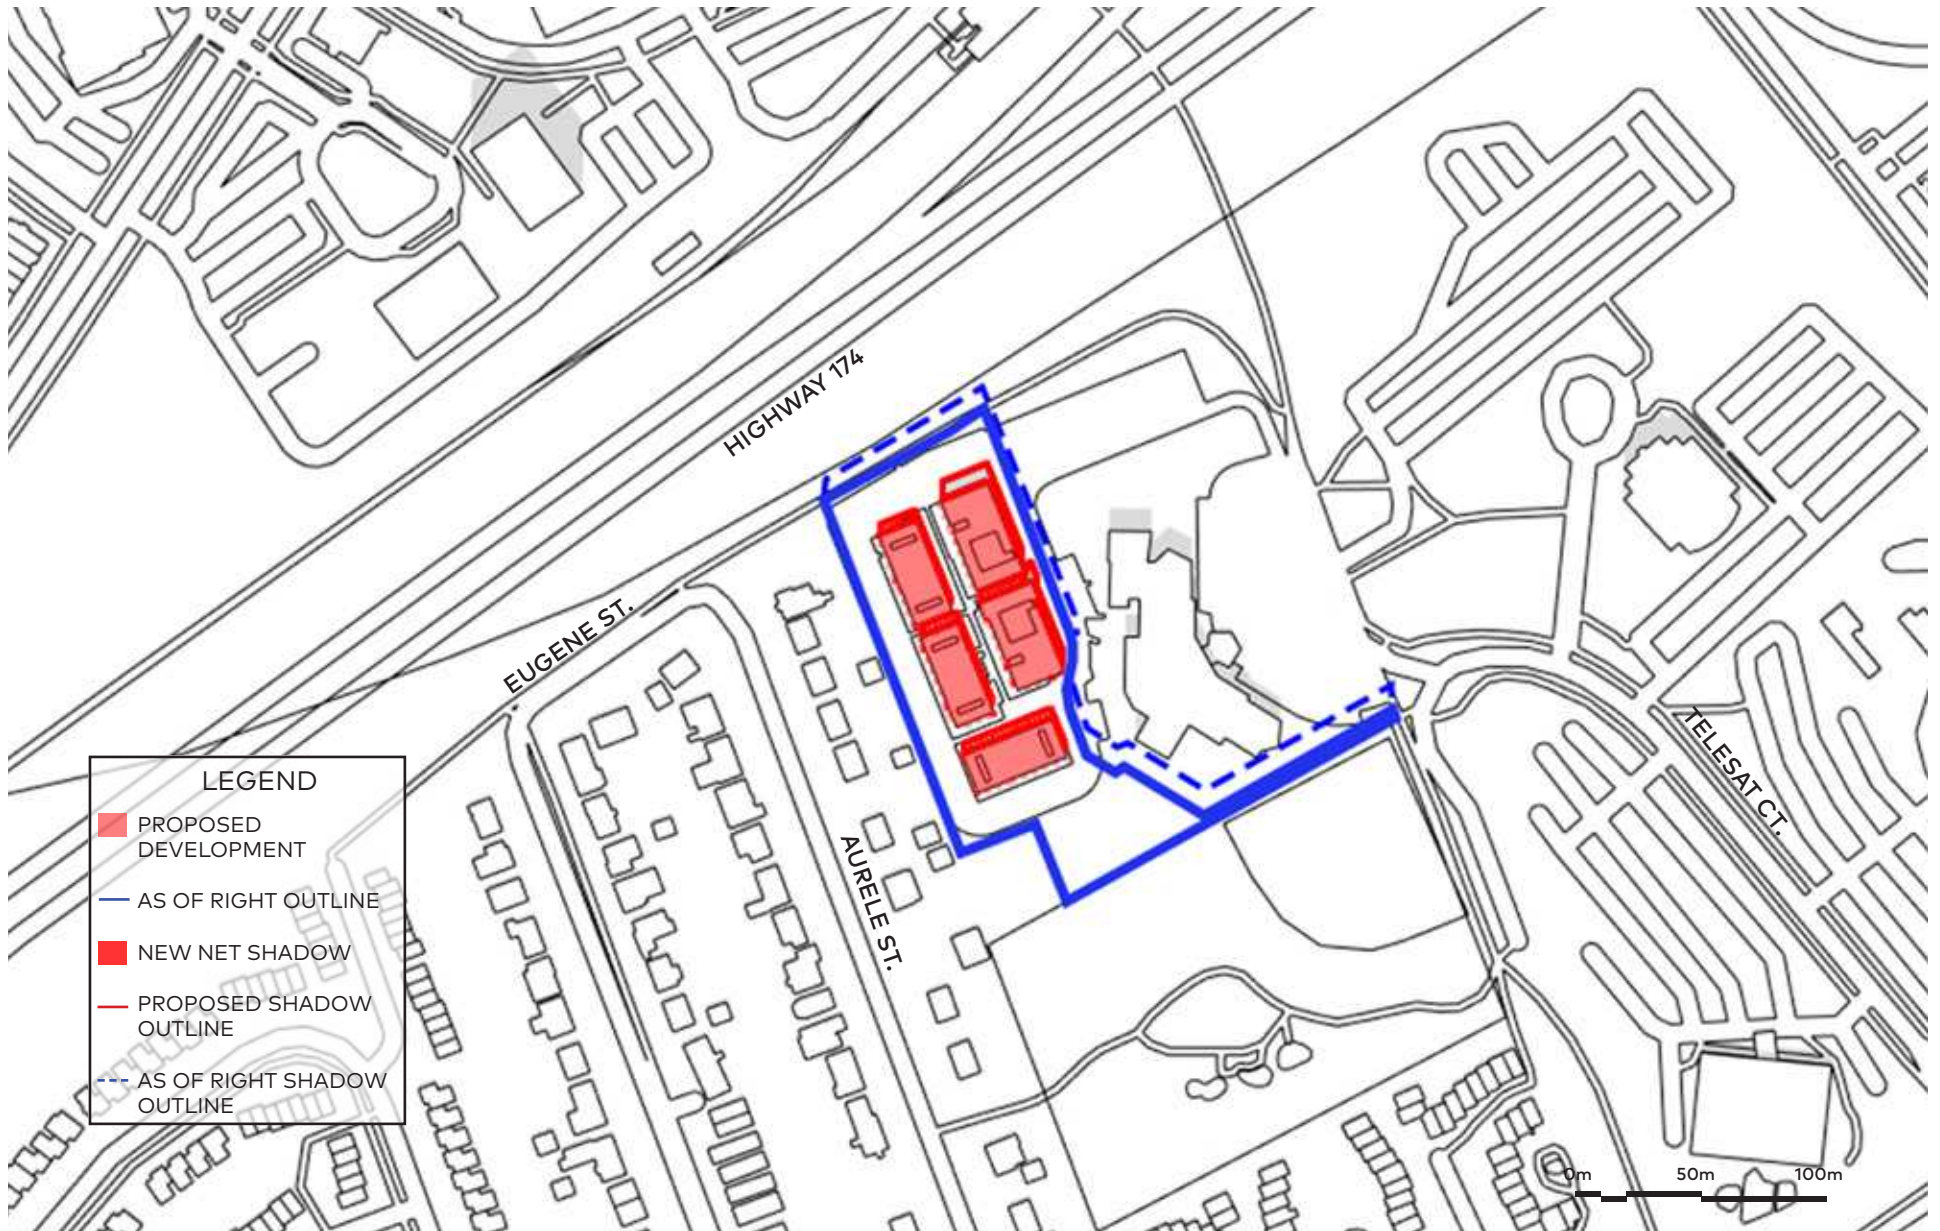 HIGHWAY 174
EUGENE ST.
TELESAT CT.
AURELE ST.
LEGEND
PROPOSED
DEVELOPMENT
AS OF RIGHT OUTLINE
NEW NET SHADOW
PROPOSED SHADOW
OUTLINE
AS OF RIGHT SHADOW
OUTLINE
0m 50m 100m